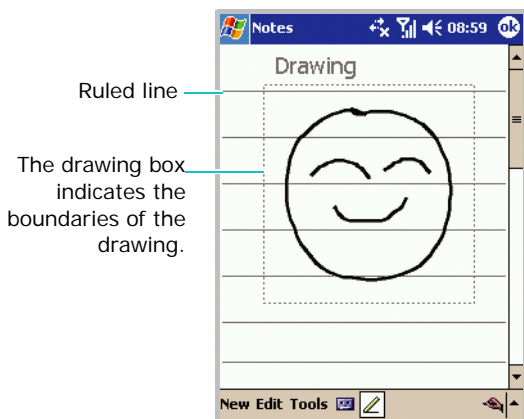 Notes 08:59 ok
Drawing
Ruled line
The drawing box
indicates the
boundaries of the
drawing.
New Edit Tools